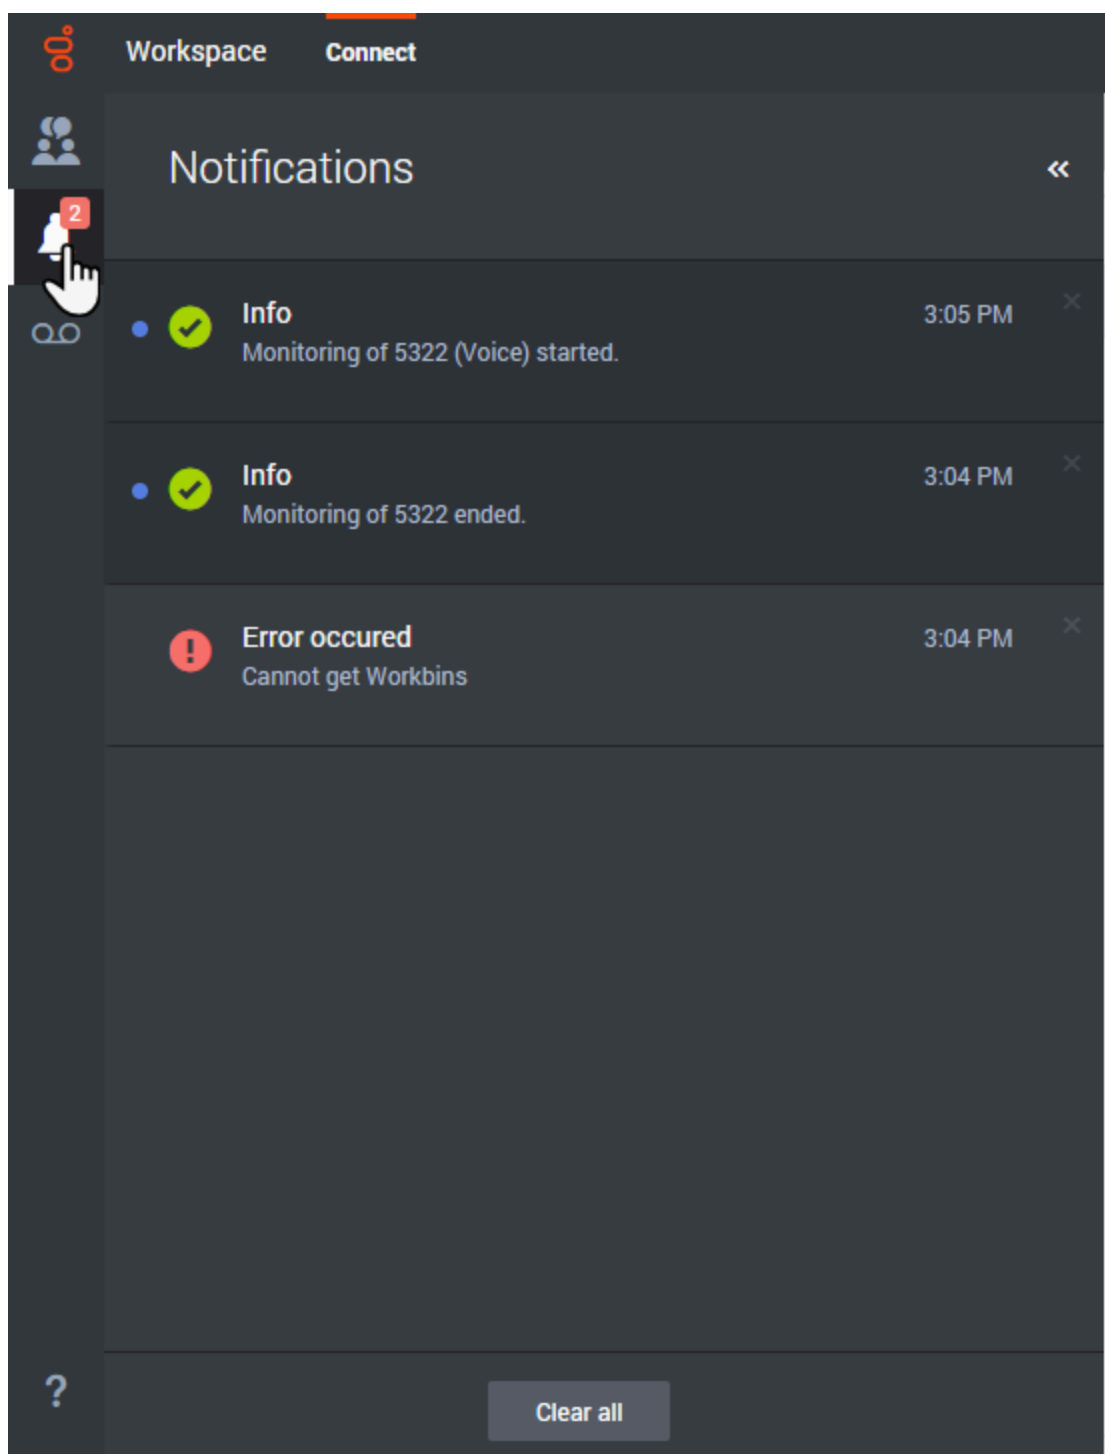 Workspace Connect
Notifications «
2
Info 3:05 PM ×
Monitoring of 5322 (Voice) started.
Info 3:04 PM ×
Monitoring of 5322 ended.
Error occured 3:04 PM ×
Cannot get Workbins
?
Clear all